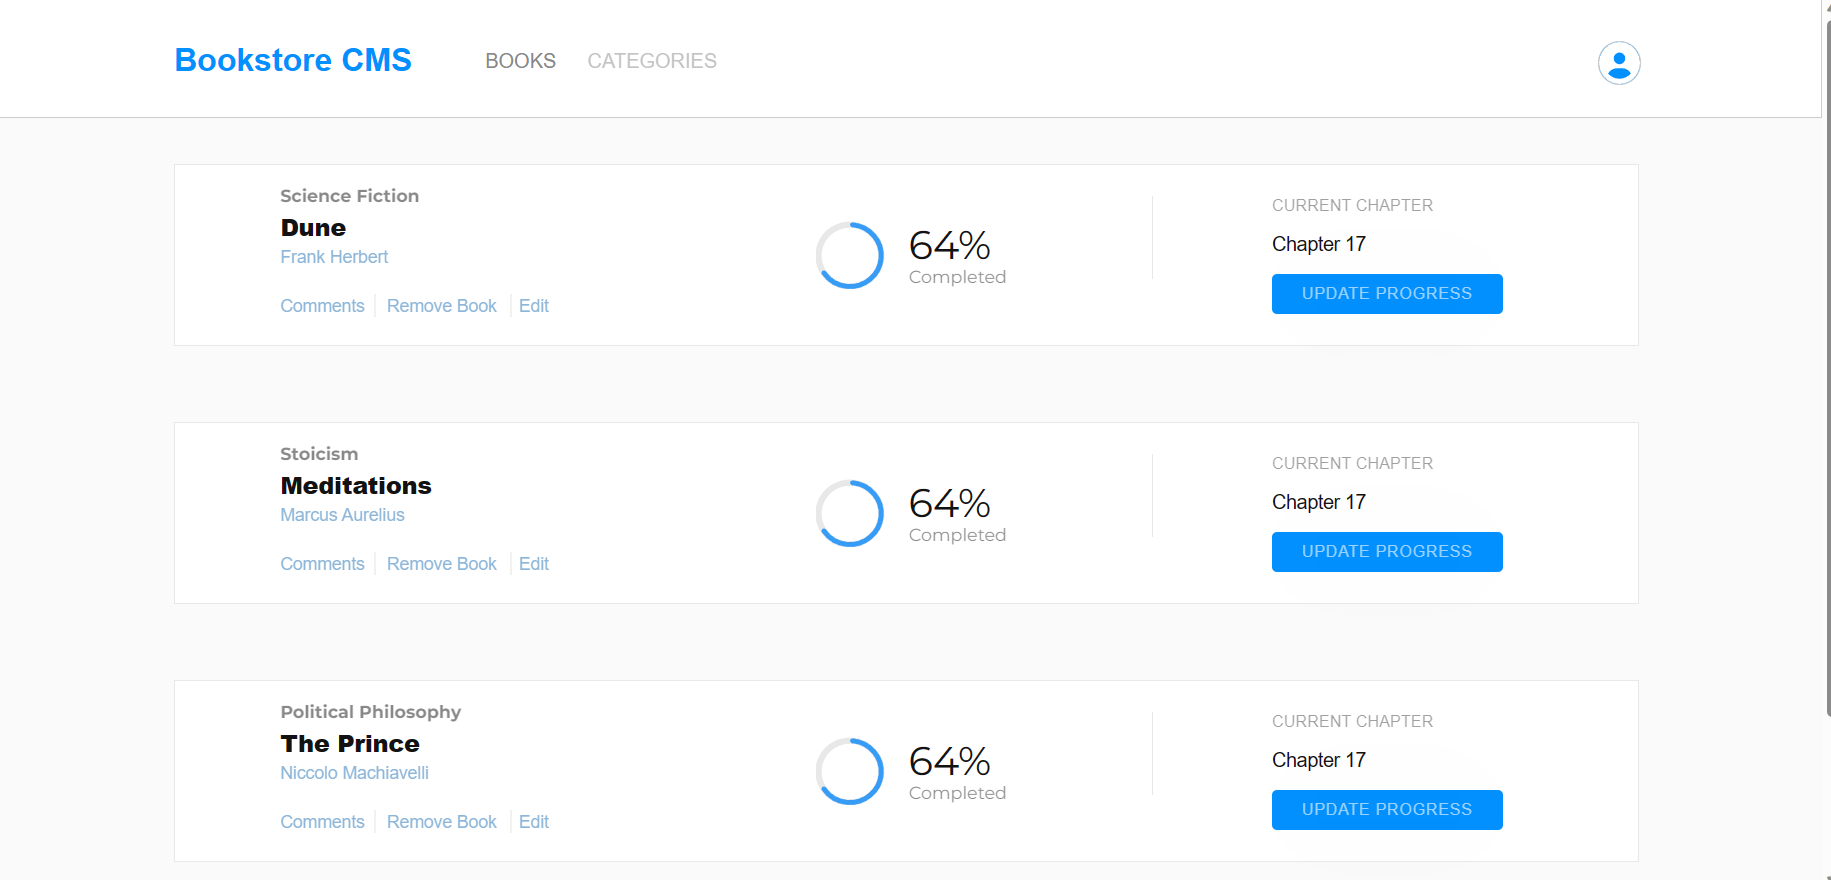 Bookstore CMS BOOKS CATEGORIES
Science Fiction
Dune
Frank Herbert
Comments Remove Book Edit
64%
Completed
CURRENT CHAPTER
Chapter 17
UPDATE PROGRESS
Stoicism
Meditations
Marcus Aurelius
Comments Remove Book Edit
64%
Completed
CURRENT CHAPTER
Chapter 17
UPDATE PROGRESS
Political Philosophy
The Prince
Niccolo Machiavelli
Comments Remove Book Edit
64%
Completed
CURRENT CHAPTER
Chapter 17
UPDATE PROGRESS